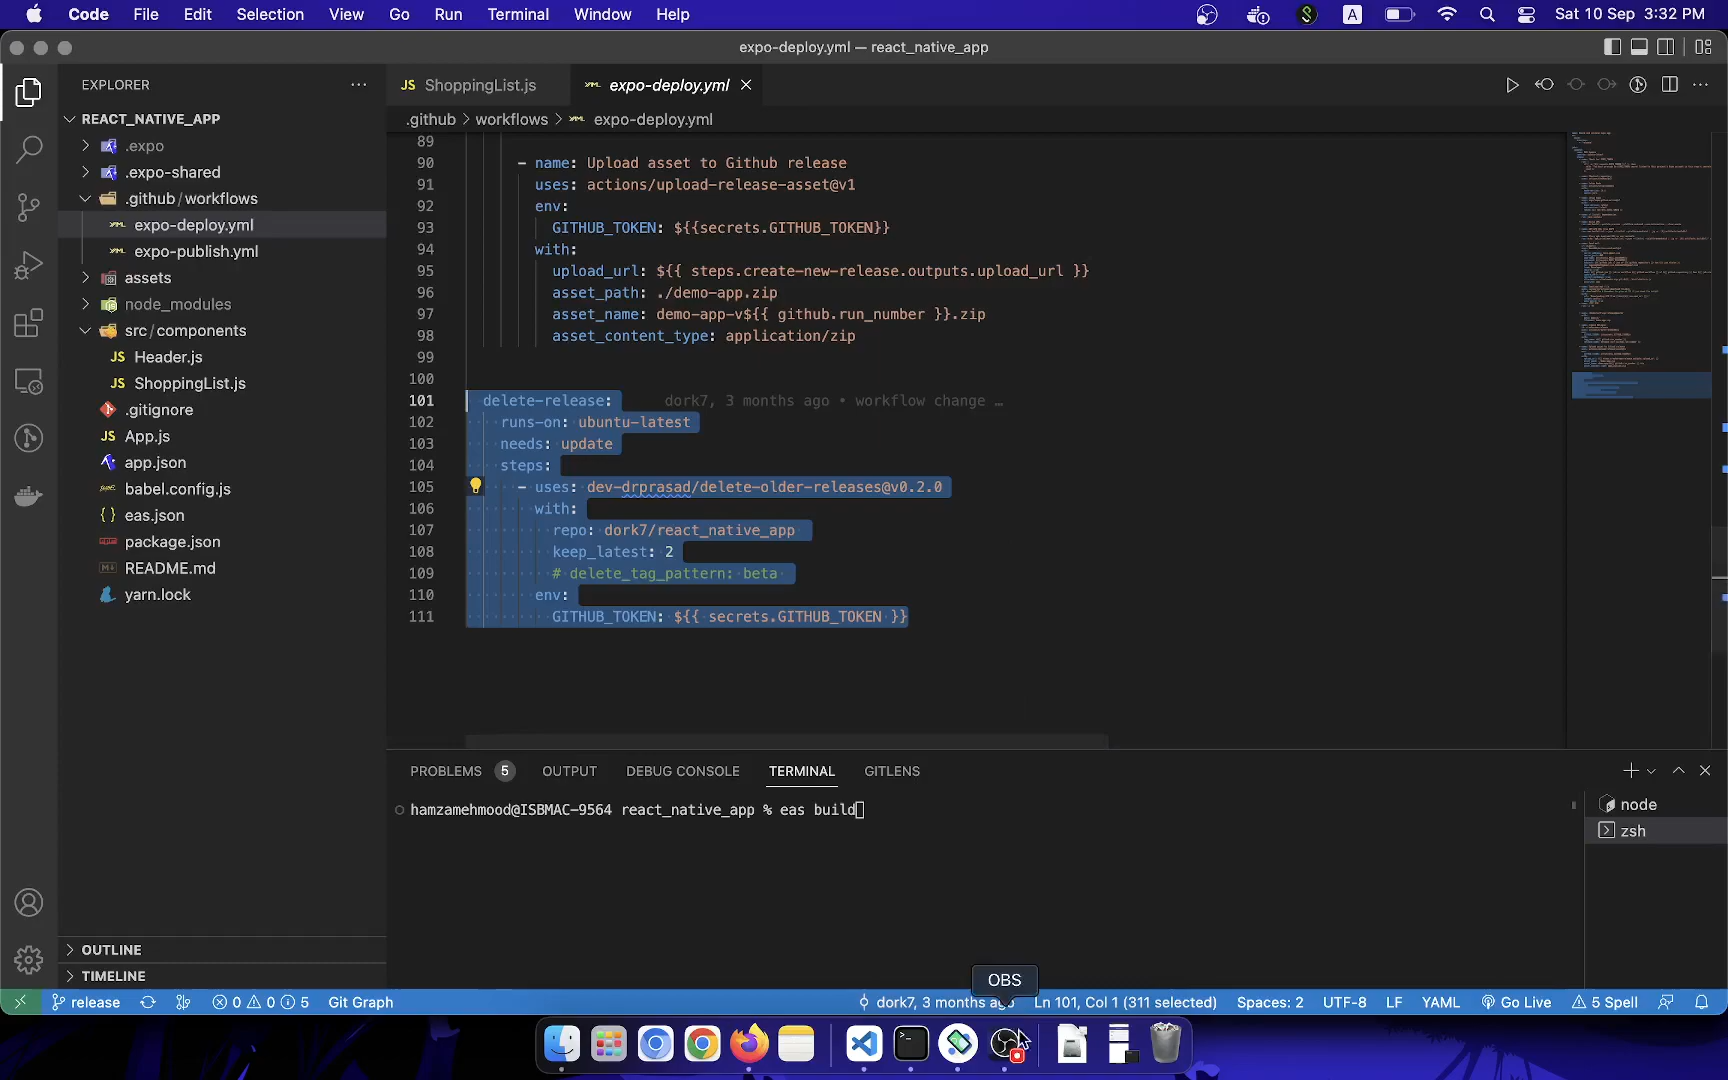 Code File Edit Selection View Go Run Terminal Window Help
A
Sat 10 Sep 3:32 PM
expo-deploy.yml — react_native_app
EXPLORER
REACT_NATIVE_APP
.expo
.expo-shared
.github/workflows
expo-deploy.yml
expo-publish.yml
assets
node_modules
src/components
JS Header.js
JS ShoppingList.js
.gitignore
JS App.js
app.json
babel.config.js
{} eas.json
package.json
README.md
yarn.lock
OUTLINE
TIMELINE
JS ShoppingList.js
expo-deploy.yml
.github > workflows > expo-deploy.yml
89
90 - name: Upload asset to Github release
91 uses: actions/upload-release-asset@v1
92 env:
93 GITHUB_TOKEN: ${{secrets.GITHUB_TOKEN}}
94 with:
95 upload_url: ${{ steps.create-new-release.outputs.upload_url }}
96 asset_path: ./demo-app.zip
97 asset_name: demo-app-v${{ github.run_number }}.zip
98 asset_content_type: application/zip
99
100
101 delete-release: dork7, 3 months ago • workflow change …
102 runs-on: ubuntu-latest
103 needs: update
104 steps:
105 - uses: dev-drprasad/delete-older-releases@v0.2.0
106 with:
107 repo: dork7/react_native_app
108 keep_latest: 2
109 # delete_tag_pattern: beta
110 env:
111 GITHUB_TOKEN: ${{ secrets.GITHUB_TOKEN }}
PROBLEMS 5 OUTPUT DEBUG CONSOLE TERMINAL GITLENS
hamzamehmood@ISBMAC-9564 react_native_app % eas build
node
zsh
OBS
release 0 0 5 Git Graph
dork7, 3 months ago Ln 101, Col 1 (311 selected) Spaces: 2 UTF-8 LF YAML Go Live 5 Spell